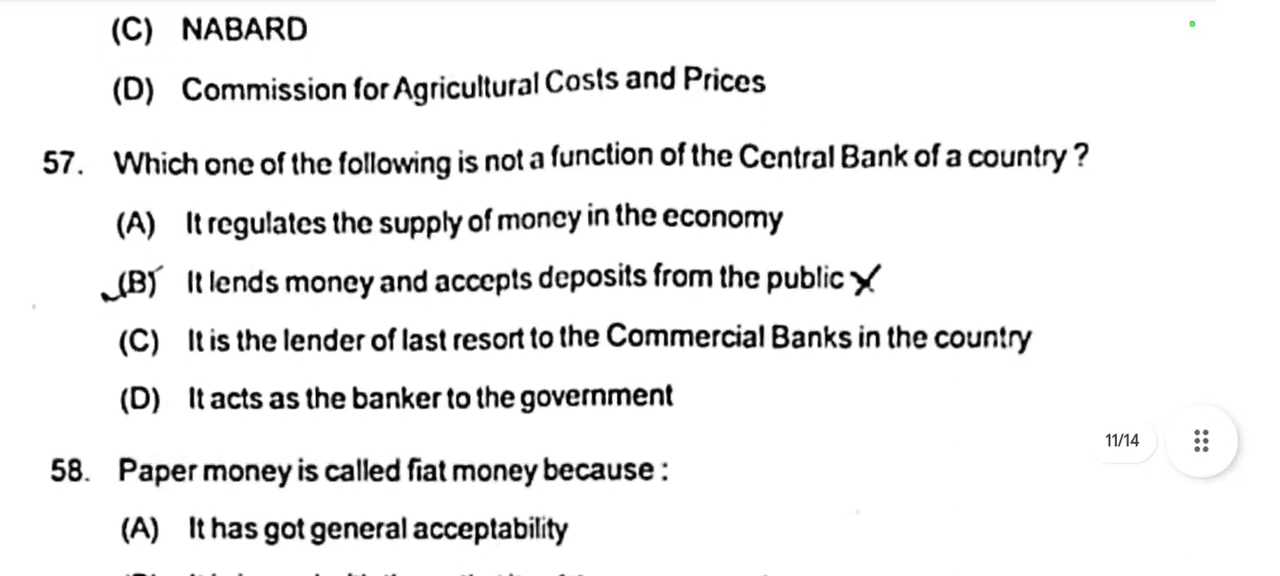 (C) NABARD
(D) Commission for Agricultural Costs and Prices
57. Which one of the following is not a function of the Central Bank of a country ?
(A) It regulates the supply of money in the economy
(B) It lends money and accepts deposits from the public
(C) It is the lender of last resort to the Commercial Banks in the country
(D) It acts as the banker to the government
11/14
58. Paper money is called fiat money because :
(A) It has got general acceptability